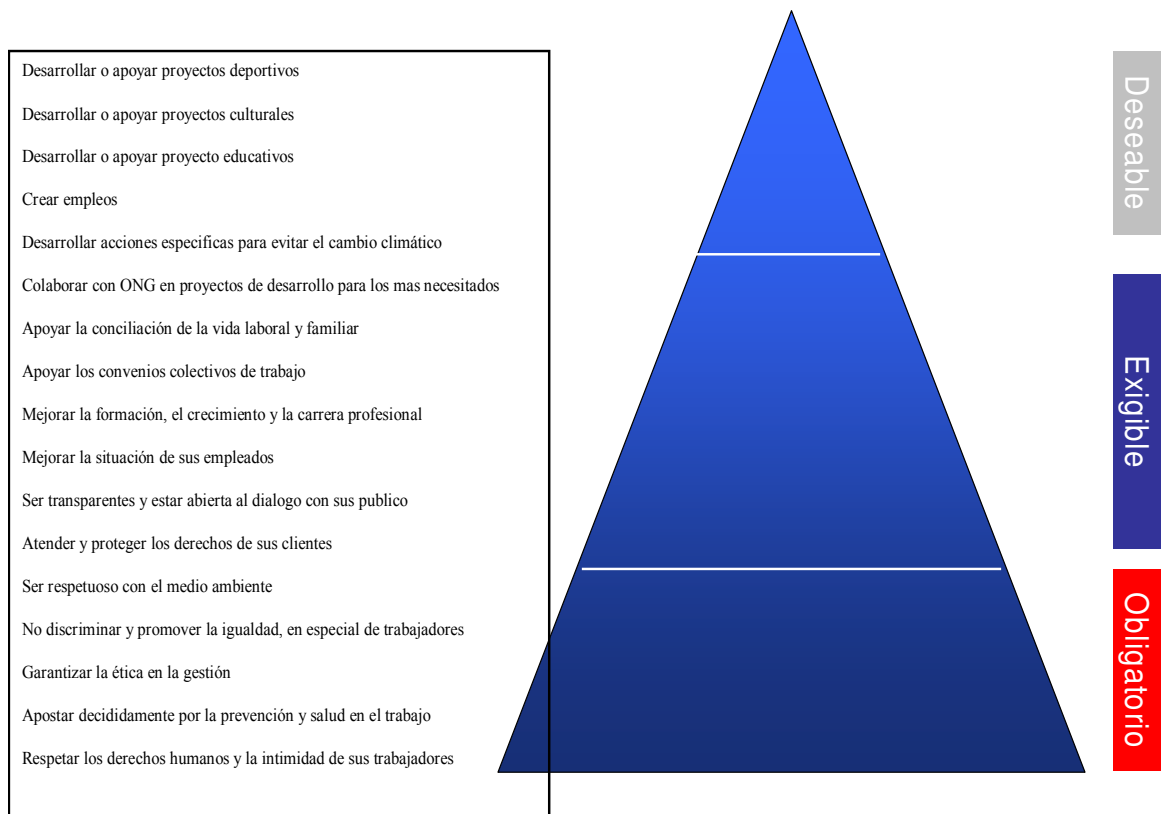 Desarrollar o apoyar proyectos deportivos
Desarrollar o apoyar proyectos culturales
Desarrollar o apoyar proyecto educativos
Crear empleos
Desarrollar acciones especificas para evitar el cambio climático
Colaborar con ONG en proyectos de desarrollo para los mas necesitados
Apoyar la conciliación de la vida laboral y familiar
Apoyar los convenios colectivos de trabajo
Mejorar la formación, el crecimiento y la carrera profesional
Mejorar la situación de sus empleados
Ser transparentes y estar abierta al dialogo con sus publico
Atender y proteger los derechos de sus clientes
Ser respetuoso con el medio ambiente
No discriminar y promover la igualdad, en especial de trabajadores
Garantizar la ética en la gestión
Apostar decididamente por la prevención y salud en el trabajo
Respetar los derechos humanos y la intimidad de sus trabajadores
Deseable
Exigible
Obligatorio